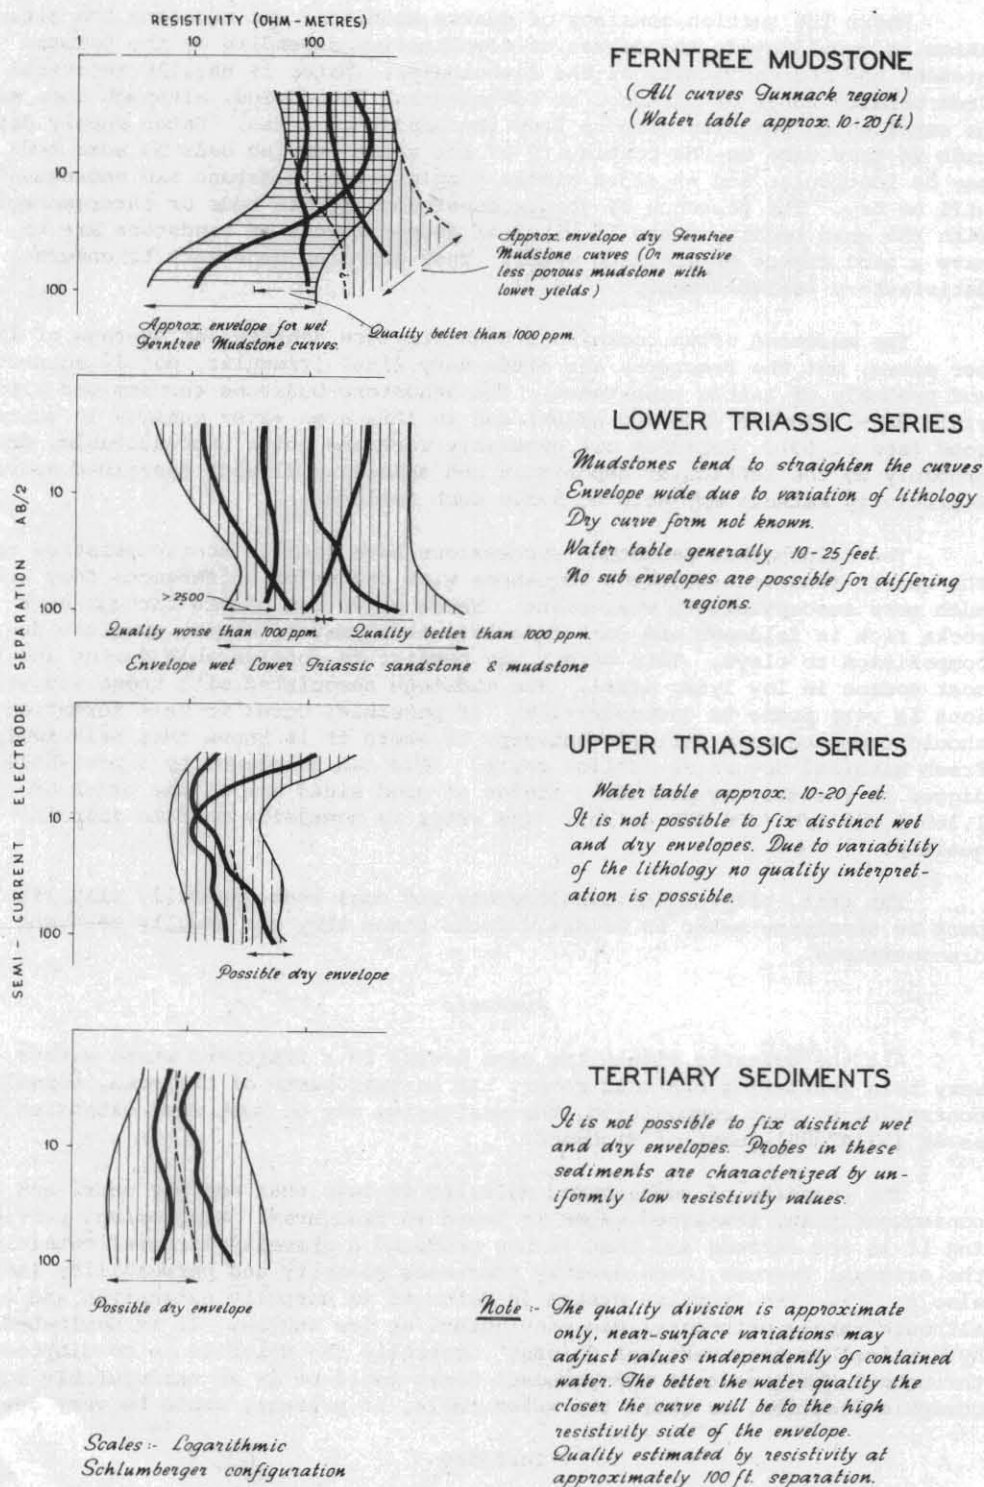 RESISTIVITY (OHM-METRES)
1 10 100
FERNTREE MUDSTONE
(All curves Tunnack region)
(Water table approx. 10-20 ft.)
10
100
?
?
?
Approx. envelope dry Ferntree
Mudstone curves (Or massive
less porous mudstone with
lower yields)
Approx. envelope for wet
Ferntree Mudstone curves.
Quality better than 1000 ppm.
LOWER TRIASSIC SERIES
Mudstones tend to straighten the curves
Envelope wide due to variation of lithology
Dry curve form not known.
Water table generally 10-25 feet.
No sub envelopes are possible for differing
regions.
10
100
>2500
Quality worse than 1000 ppm. Quality better than 1000 ppm.
Envelope wet Lower Triassic sandstone & mudstone
SEMI-CURRENT ELECTRODE SEPARATION AB/2
UPPER TRIASSIC SERIES
Water table approx. 10-20 feet.
It is not possible to fix distinct wet
and dry envelopes. Due to variability
of the lithology no quality interpret-
ation is possible.
10
100
Possible dry envelope
TERTIARY SEDIMENTS
It is not possible to fix distinct wet
and dry envelopes. Probes in these
sediments are characterized by un-
iformly low resistivity values.
10
100
Possible dry envelope
Note :- The quality division is approximate
only, near-surface variations may
adjust values independently of contained
water. The better the water quality the
closer the curve will be to the high
resistivity side of the envelope.
Quality estimated by resistivity at
approximately 100 ft. separation.
Scales :- Logarithmic
Schlumberger configuration